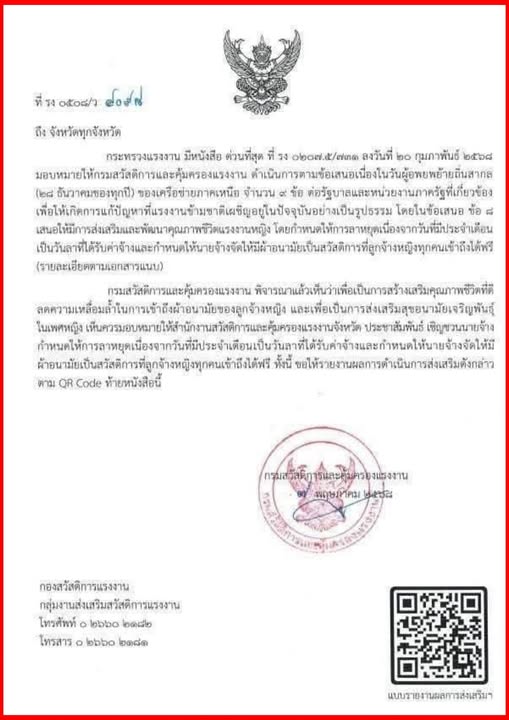 ที่ รง ๐๕๐๘/ว
ถึง จังหวัดทุกจังหวัด
กระทรวงแรงงาน มีหนังสือ ด่วนที่สุด ที่ รง ๐๒๐๗.๕/๗๓๑ ลงวันที่ ๒๐ กุมภาพันธ์ ๒๕๖๘
มอบหมายให้กรมสวัสดิการและคุ้มครองแรงงาน ดำเนินการตามข้อเสนอเนื่องในวันผู้อพยพย้ายถิ่นสากล
(๒๘ ธันวาคมของทุกปี) ของเครือข่ายภาคเหนือ จำนวน ๙ ข้อ ต่อรัฐบาลและหน่วยงานภาครัฐที่เกี่ยวข้อง
เพื่อให้เกิดการแก้ปัญหาที่แรงงานข้ามชาติเผชิญอยู่ในปัจจุบันอย่างเป็นรูปธรรม โดยในข้อเสนอ ข้อ ๘
เสนอให้มีการส่งเสริมและพัฒนาคุณภาพชีวิตแรงงานหญิง โดยกำหนดให้การลาหยุดเนื่องจากวันที่มีประจำเดือน
เป็นวันลาที่ได้รับค่าจ้างและกำหนดให้นายจ้างจัดให้มีผ้าอนามัยเป็นสวัสดิการที่ลูกจ้างหญิงทุกคนเข้าถึงได้ฟรี
(รายละเอียดตามเอกสารแนบ)
กรมสวัสดิการและคุ้มครองแรงงาน พิจารณาแล้วเห็นว่าเพื่อเป็นการสร้างเสริมคุณภาพชีวิตที่ดี
ลดความเหลื่อมล้ำในการเข้าถึงผ้าอนามัยของลูกจ้างหญิง และเพื่อเป็นการส่งเสริมสุขอนามัยเจริญพันธุ์
ในเพศหญิง เห็นควรมอบหมายให้สำนักงานสวัสดิการและคุ้มครองแรงงานจังหวัด ประชาสัมพันธ์ เชิญชวนนายจ้าง
กำหนดให้การลาหยุดเนื่องจากวันที่มีประจำเดือนเป็นวันลาที่ได้รับค่าจ้างและกำหนดให้นายจ้างจัดให้มี
ผ้าอนามัยเป็นสวัสดิการที่ลูกจ้างหญิงทุกคนเข้าถึงได้ฟรี ทั้งนี้ ขอให้รายงานผลการดำเนินการส่งเสริมดังกล่าว
ตาม QR Code ท้ายหนังสือนี้
กรมสวัสดิการและคุ้มครองแรงงาน
พฤษภาคม ๒๕๖๘
กรมสวัสดิการและคุ้มครองแรงงาน
กองสวัสดิการแรงงาน
กลุ่มงานส่งเสริมสวัสดิการแรงงาน
โทรศัพท์ ๐ ๒๖๖๐ ๒๑๘๒
โทรสาร ๐ ๒๖๖๐ ๒๑๘๑
แบบรายงานผลการส่งเสริมฯ